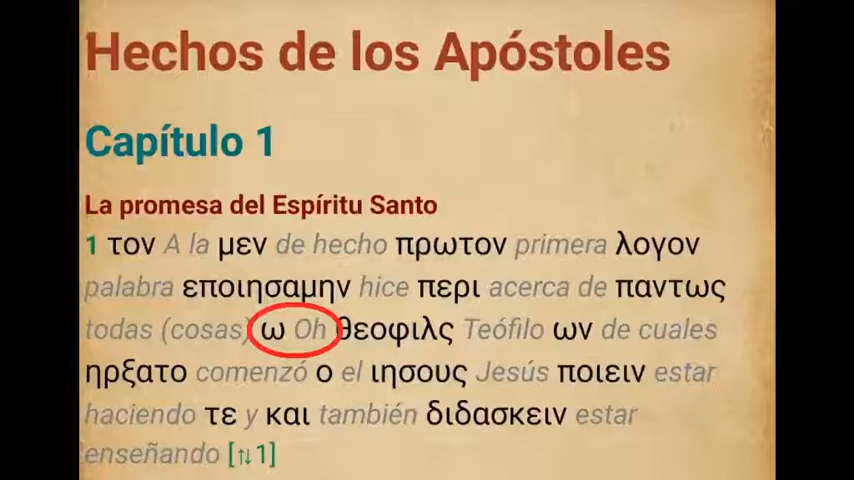 Hechos de los Apóstoles
Capítulo 1
La promesa del Espíritu Santo
1 τον A la μεν de hecho πρωτον primera λογον
palabra εποιησαμην hice περι acerca de παντως
todas (cosas) ω Oh θεοφιλς Teófilo ων de cuales
ηρξατο comenzó ο el ιησους Jesús ποιειν estar
haciendo τε y και también διδασκειν estar
enseñando [⇅1]